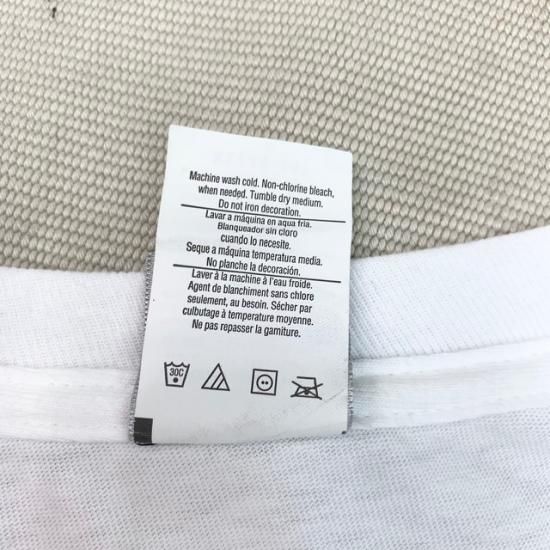 Machine wash cold. Non-chlorine bleach,
when needed. Tumble dry medium.
Do not iron decoration.
Lavar a máquina en aqua fria.
Blanqueador sin cloro
cuando lo necesite.
Seque a máquina temperatura media.
No planche la decoración.
Laver à la machine à l'eau froide.
Agent de blanchiment sans chlore
seulement, au besoin. Sécher par
culbutage à température moyenne.
Ne pas repasser la garniture.
30C